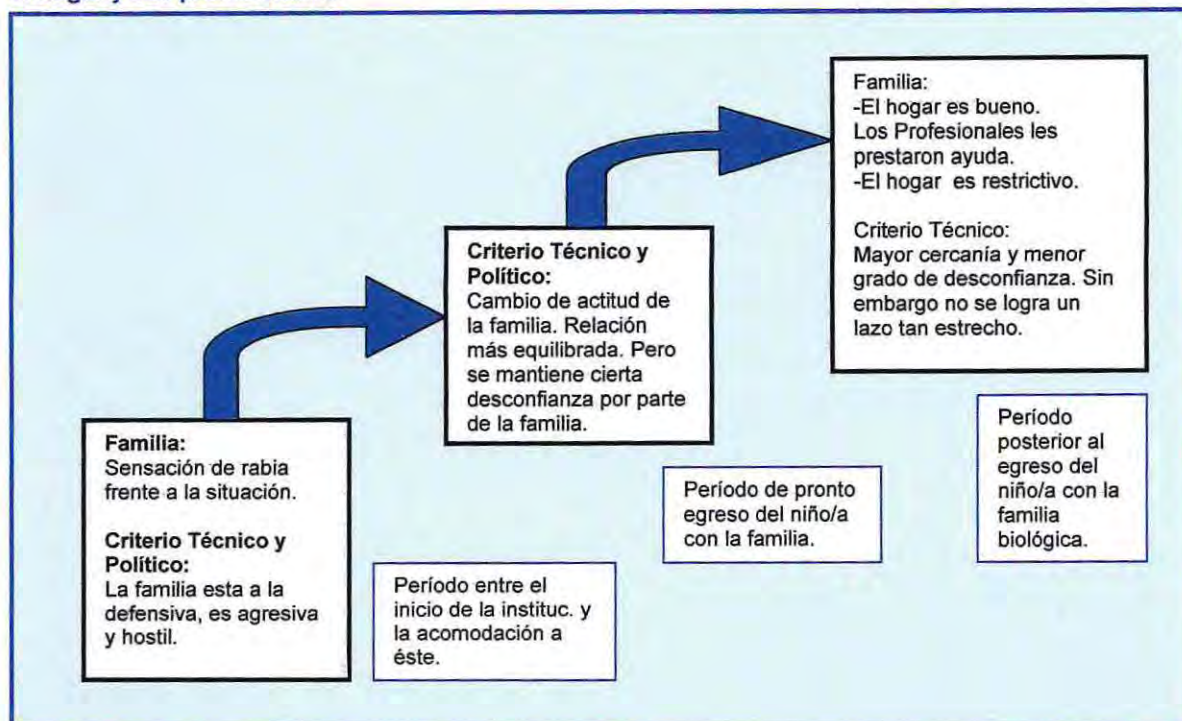 Familia:
-El hogar es bueno.
Los Profesionales les
prestaron ayuda.
-El hogar es restrictivo.
Criterio Técnico:
Mayor cercanía y menor
grado de desconfianza. Sin
embargo no se logra un
lazo tan estrecho.
Criterio Técnico y
Político:
Cambio de actitud de
la familia. Relación
más equilibrada. Pero
se mantiene cierta
desconfianza por parte
de la familia.
Familia:
Sensación de rabia
frente a la situación.
Criterio Técnico y
Político:
La familia esta a la
defensiva, es agresiva
y hostil.
Período entre el
inicio de la instituc. y
la acomodación a
éste.
Período de pronto
egreso del niño/a
con la familia.
Período
posterior al
egreso del
niño/a con la
familia
biológica.